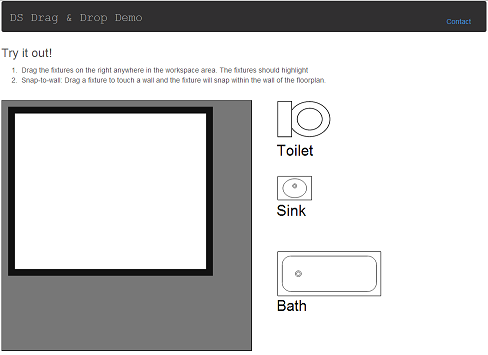 DS Drag & Drop Demo
Contact
Try it out!
1. Drag the fixtures on the right anywhere in the workspace area. The fixtures should highlight
2. Snap-to-wall: Drag a fixture to touch a wall and the fixture will snap within the wall of the floorplan.
Toilet
Sink
Bath